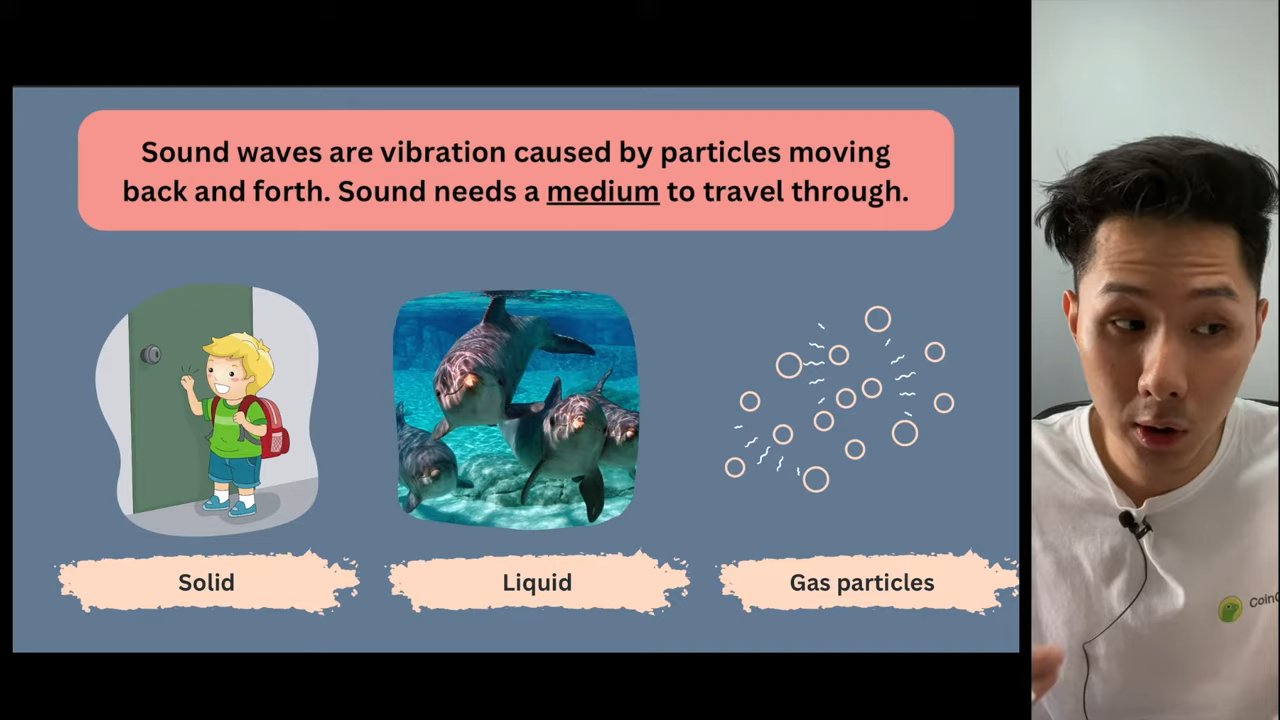 Sound waves are vibration caused by particles moving
back and forth. Sound needs a medium to travel through.
Solid
Liquid
Gas particles